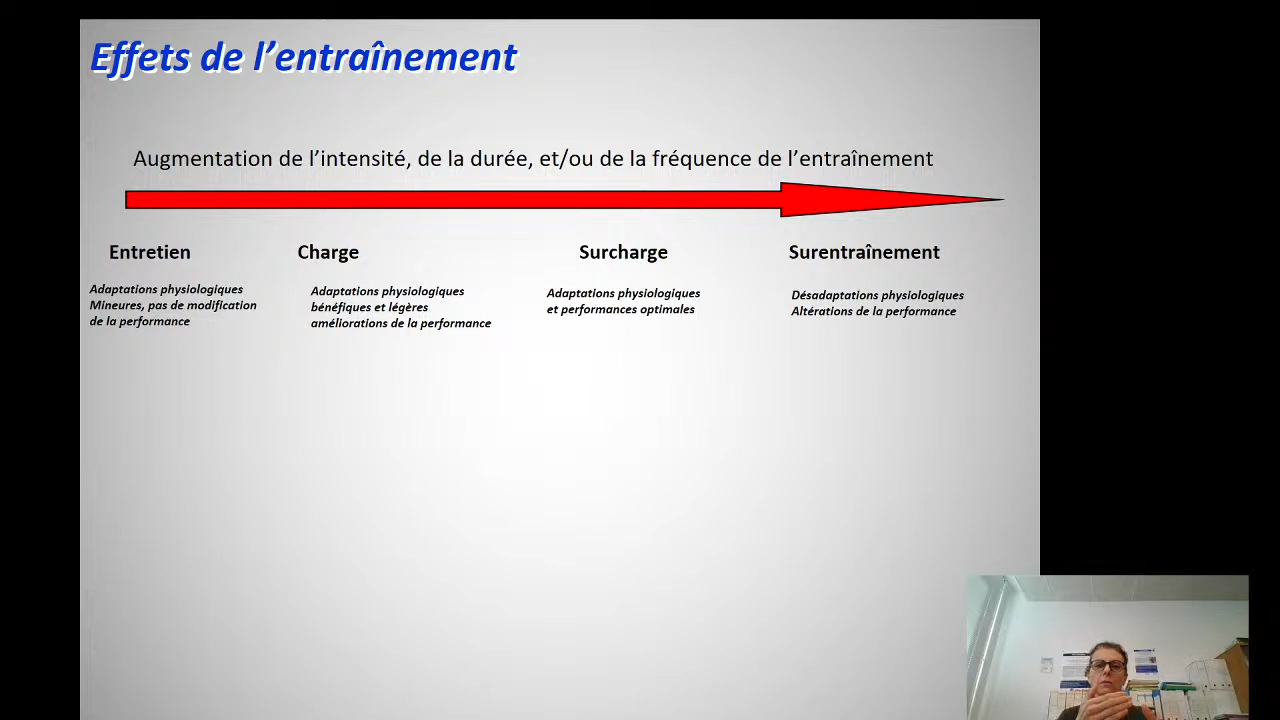 Effets de l’entraînement
Augmentation de l’intensité, de la durée, et/ou de la fréquence de l’entraînement
Entretien
Adaptations physiologiques
Mineures, pas de modification
de la performance
Charge
Adaptations physiologiques
bénéfiques et légères
améliorations de la performance
Surcharge
Adaptations physiologiques
et performances optimales
Surentraînement
Désadaptations physiologiques
Altérations de la performance